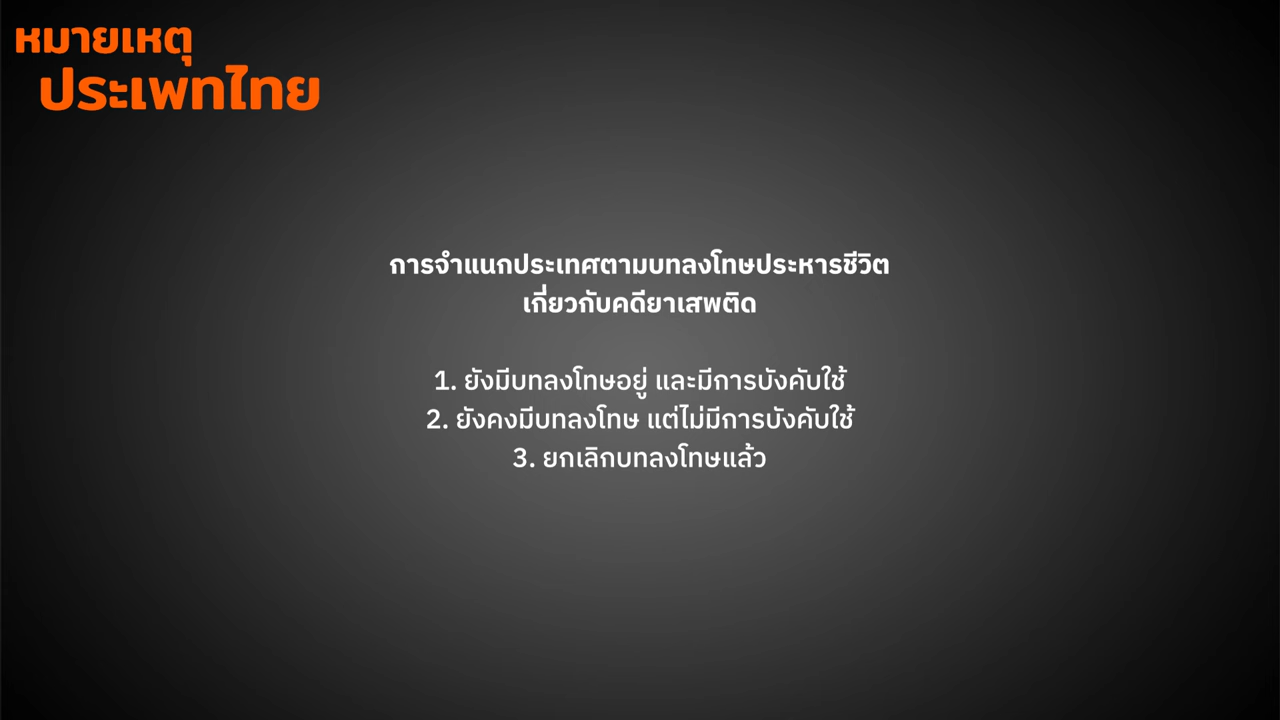 หมายเหตุ
ประเพทไทย
การจำแนกประเทศตามบทลงโทษประหารชีวิต
เกี่ยวกับคดียาเสพติด
1. ยังมีบทลงโทษอยู่ และมีการบังคับใช้
2. ยังคงมีบทลงโทษ แต่ไม่มีการบังคับใช้
3. ยกเลิกบทลงโทษแล้ว